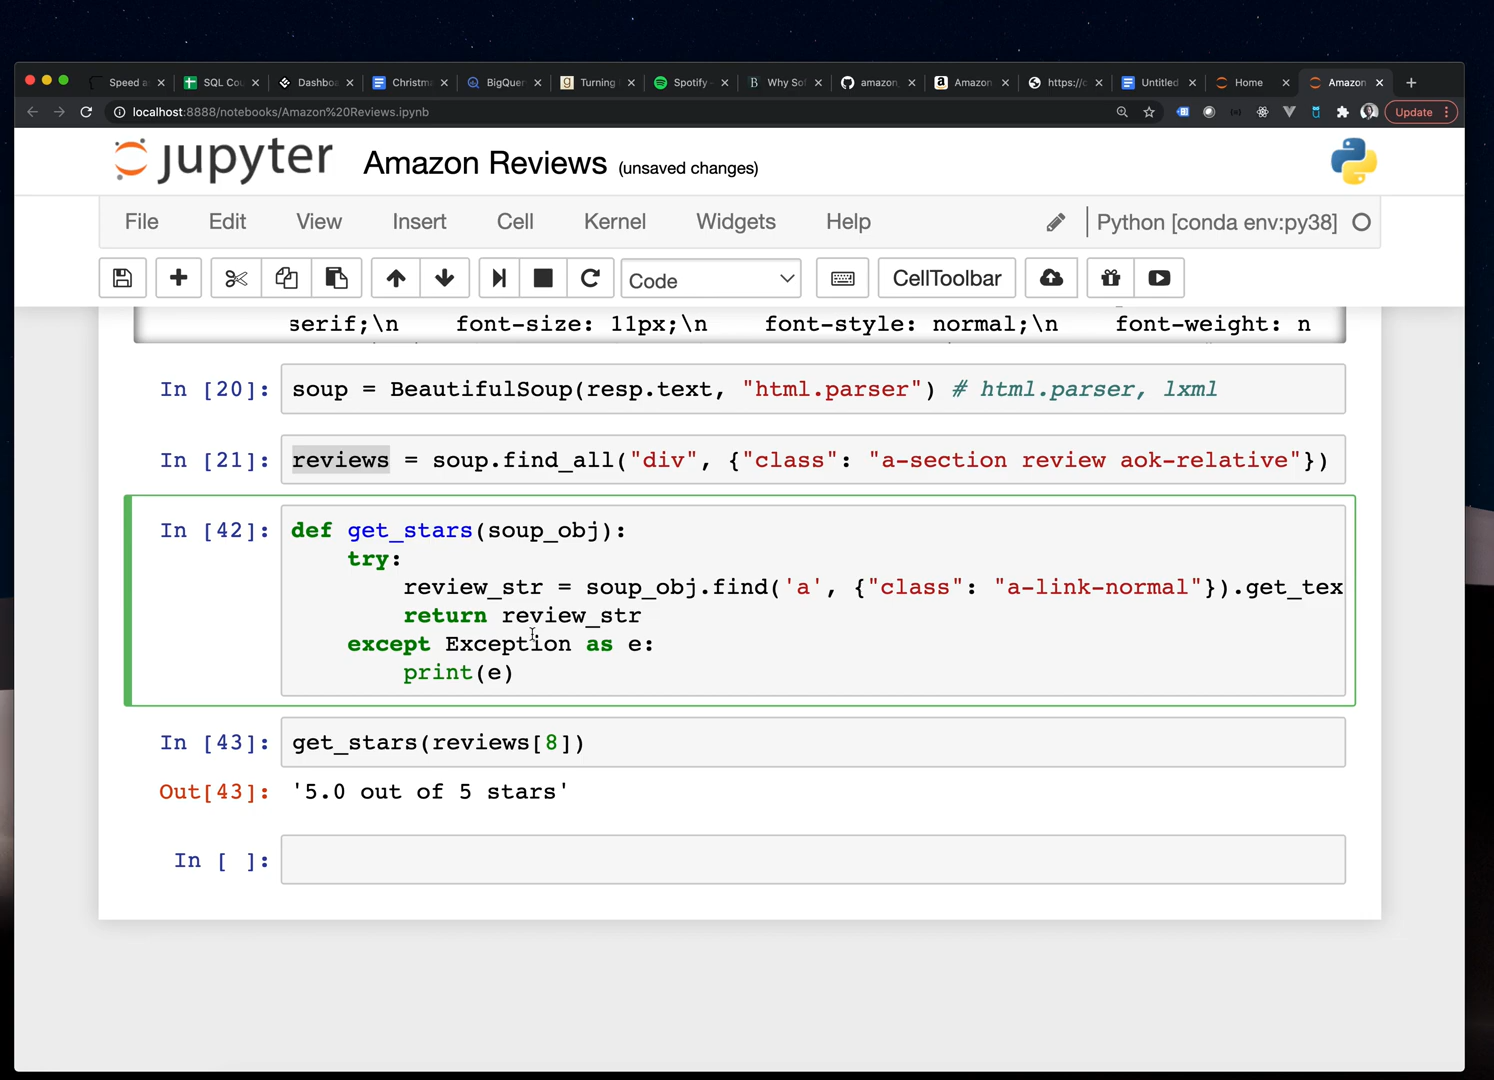 Speed a
SQL Cou
Dashbo
Christm
BigQuer
Turning
Spotify
Why Sof
amazon
Amazon
https://c
Untitled
Home
Amazon
localhost:8888/notebooks/Amazon%20Reviews.ipynb
Update
jupyter
Amazon Reviews (unsaved changes)
File Edit View Insert Cell Kernel Widgets Help
Python [conda env:py38]
Code
CellToolbar
serif;\n font-size: 11px;\n font-style: normal;\n font-weight: n
In [20]: soup = BeautifulSoup(resp.text, "html.parser") # html.parser, lxml
In [21]: reviews = soup.find_all("div", {"class": "a-section review aok-relative"})
In [42]: def get_stars(soup_obj):
try:
review_str = soup_obj.find('a', {"class": "a-link-normal"}).get_tex
return review_str
except Exception as e:
print(e)
In [43]: get_stars(reviews[8])
Out[43]: '5.0 out of 5 stars'
In [ ]: